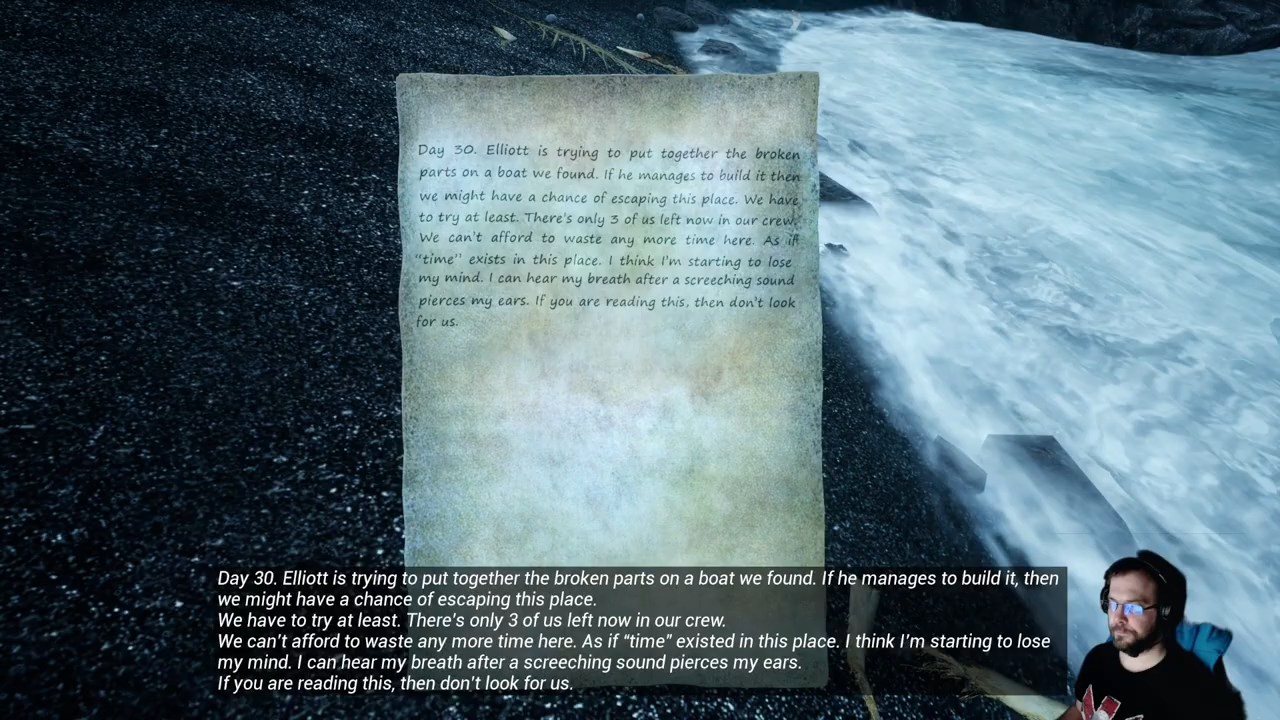 Day 30. Elliott is trying to put together the broken
parts on a boat we found. If he manages to build it then
we might have a chance of escaping this place. We have
to try at least. There's only 3 of us left now in our crew.
We can't afford to waste any more time here. As if
“time” exists in this place. I think I'm starting to lose
my mind. I can hear my breath after a screeching sound
pierces my ears. If you are reading this, then don't look
for us.
Day 30. Elliott is trying to put together the broken parts on a boat we found. If he manages to build it, then
we might have a chance of escaping this place.
We have to try at least. There's only 3 of us left now in our crew.
We can't afford to waste any more time here. As if “time” existed in this place. I think I'm starting to lose
my mind. I can hear my breath after a screeching sound pierces my ears.
If you are reading this, then don't look for us.